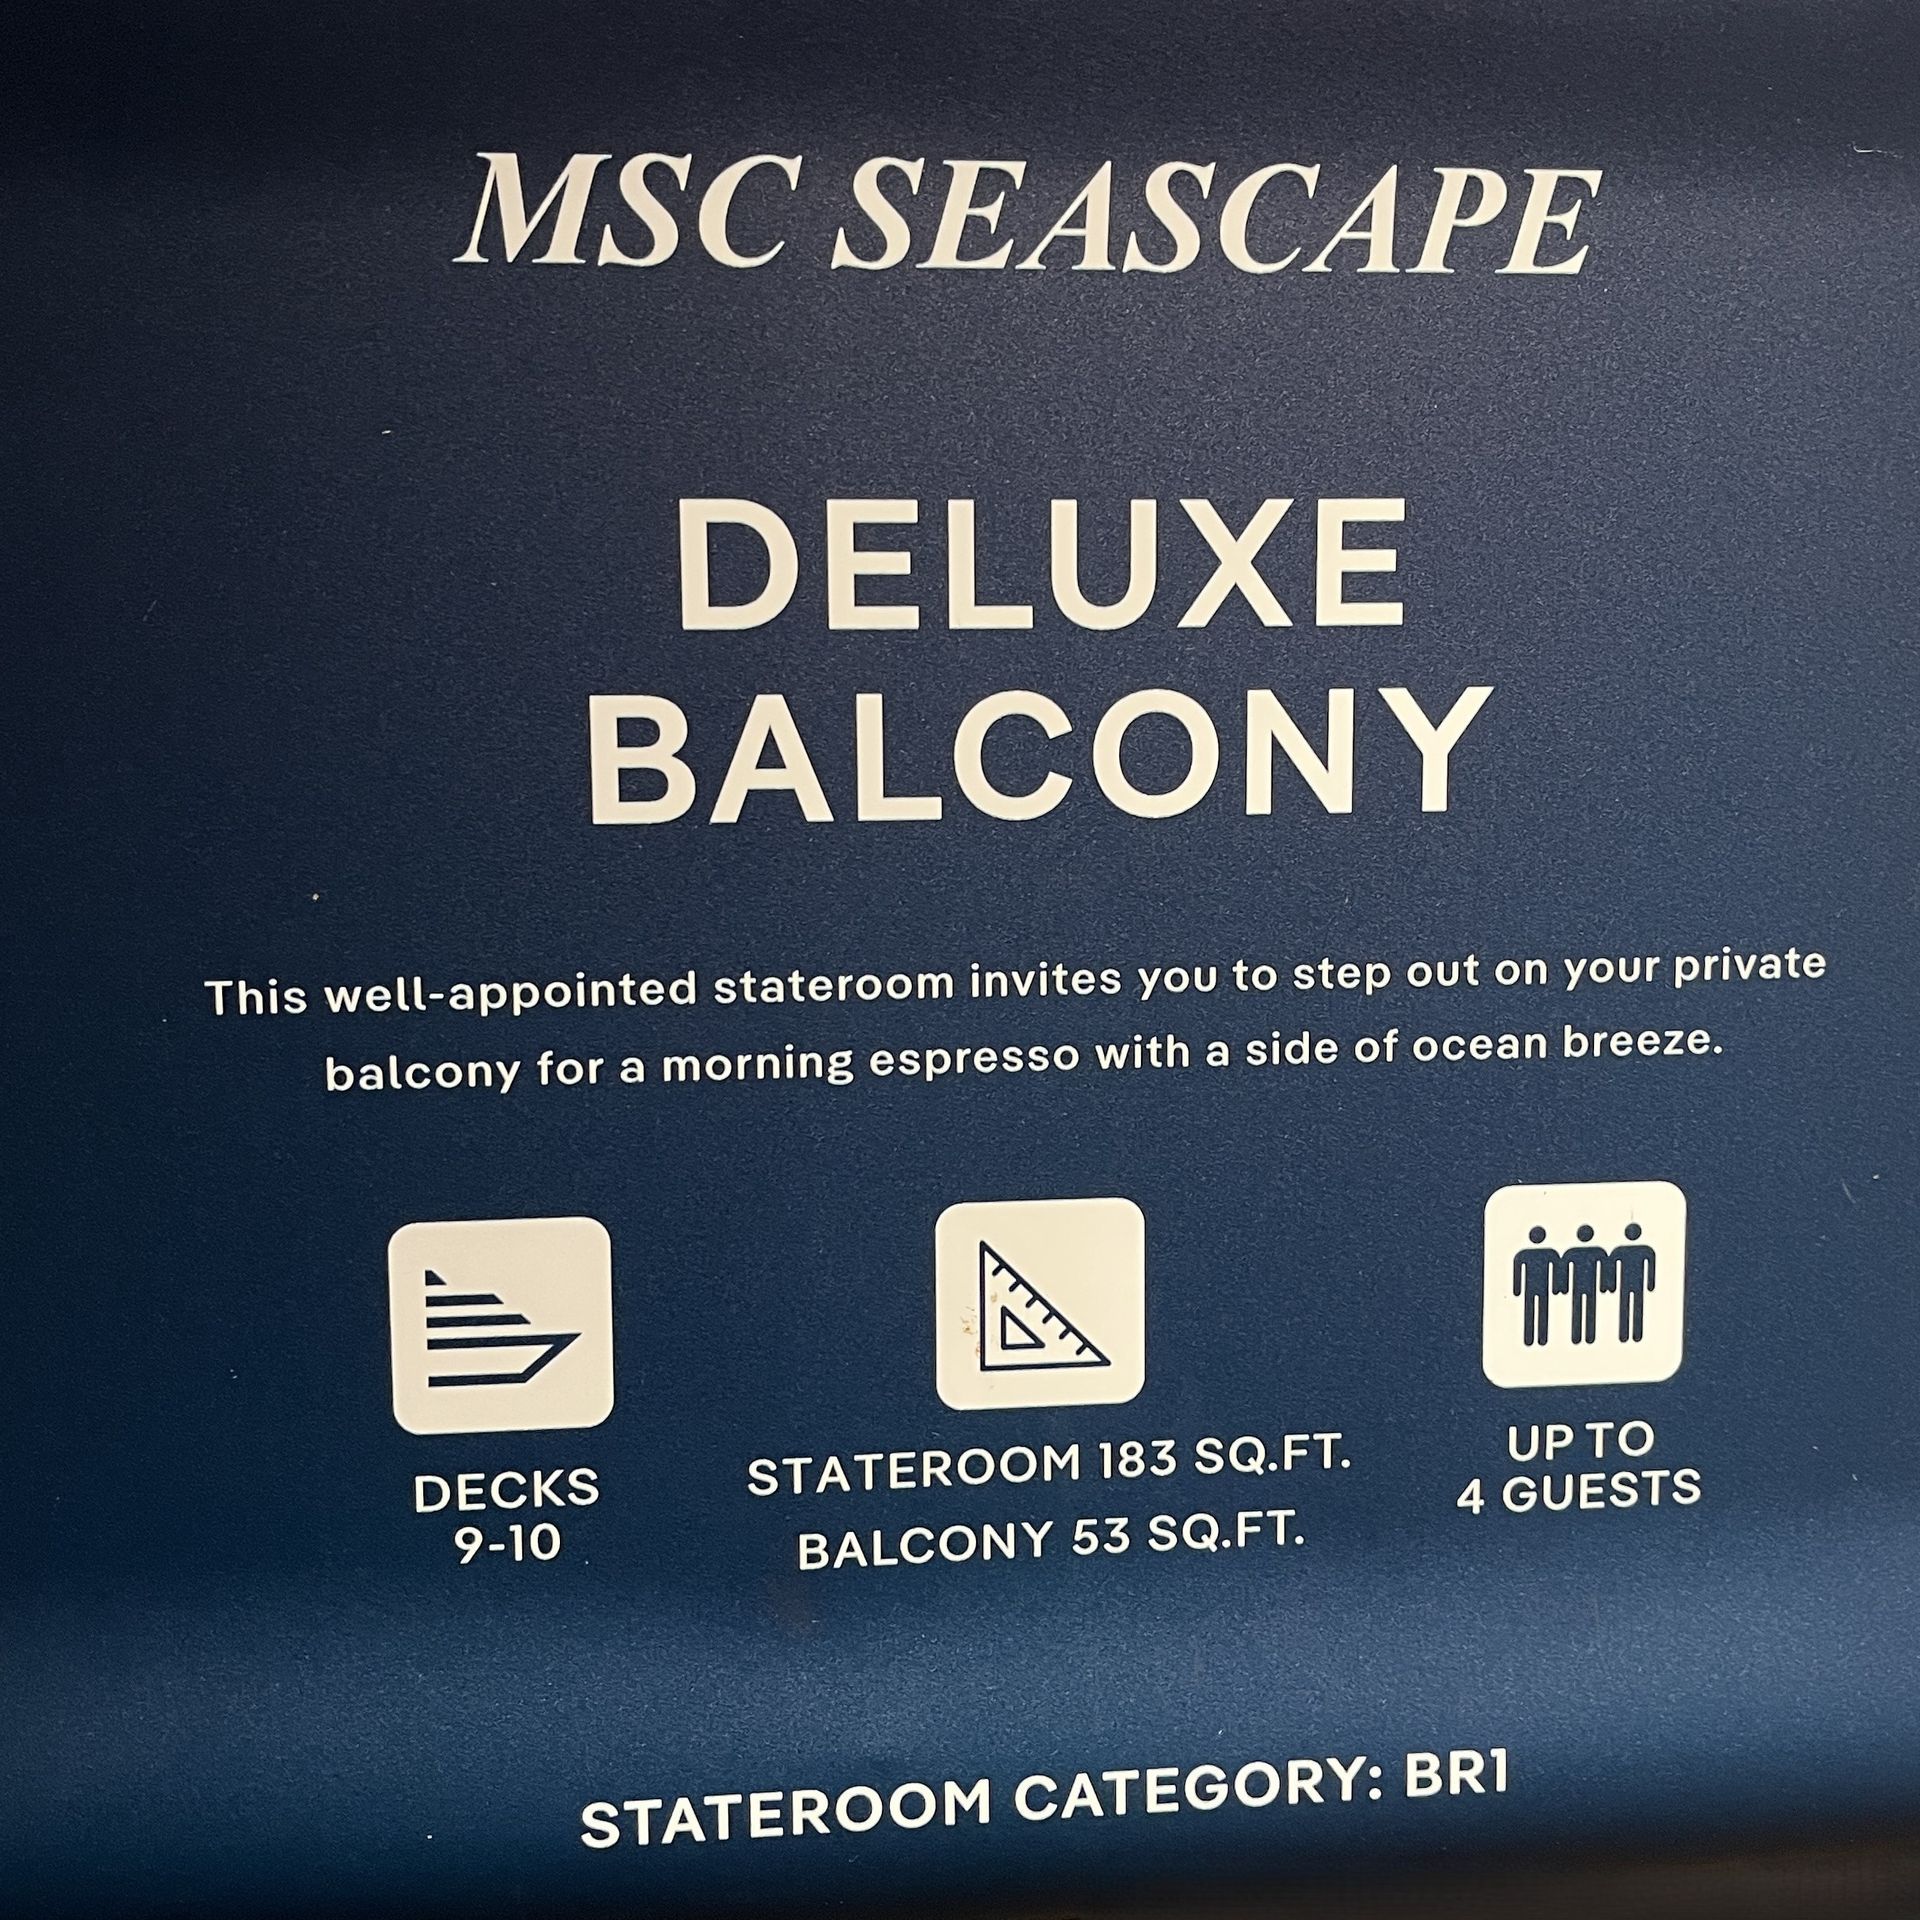 MSC SEASCAPE
DELUXE
BALCONY
This well-appointed stateroom invites you to step out on your private
balcony for a morning espresso with a side of ocean breeze.
DECKS
9-10
STATEROOM 183 SQ.FT.
BALCONY 53 SQ.FT.
UP TO
4 GUESTS
STATEROOM CATEGORY: BR1